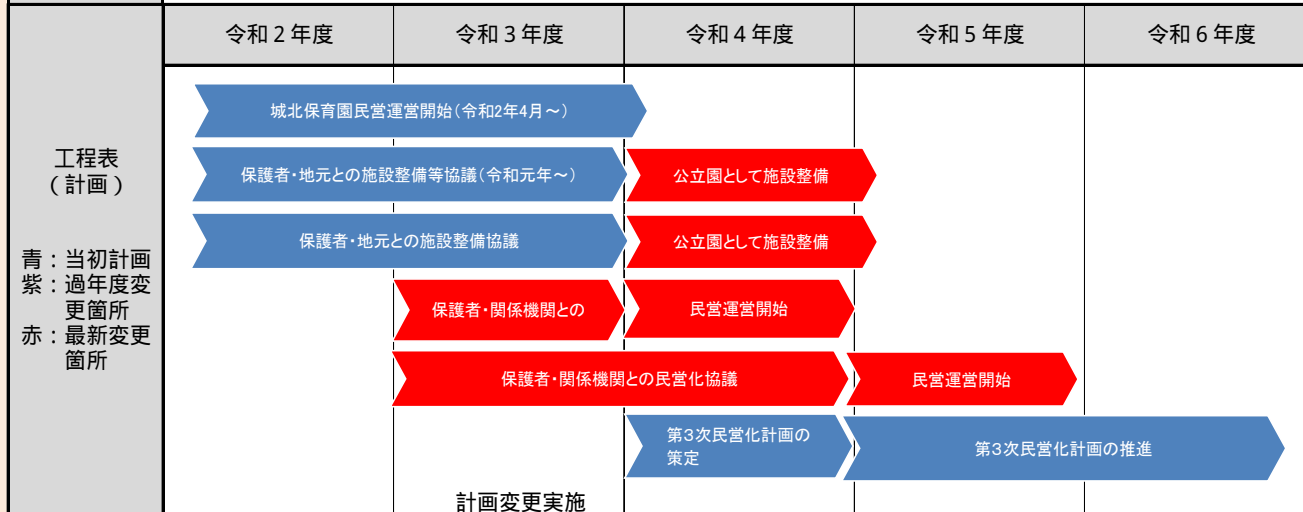 令和2年度 令和3年度 令和4年度 令和5年度 令和6年度
工程表
(計画)
青:当初計画
紫:過年度変
更箇所
赤:最新変更
箇所
城北保育園民営運営開始(令和2年4月~)
保護者・地元との施設整備等協議(令和元年~) 公立園として施設整備
保護者・地元との施設整備協議 公立園として施設整備
保護者・関係機関との 民営運営開始
保護者・関係機関との民営化協議 民営運営開始
第3次民営化計画の
策定
第3次民営化計画の推進
計画変更実施